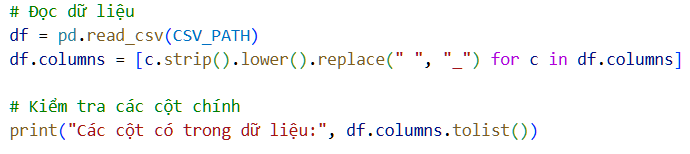 # Đọc dữ liệu
df = pd.read_csv(CSV_PATH)
df.columns = [c.strip().lower().replace(" ", "_") for c in df.columns]
# Kiểm tra các cột chính
print("Các cột có trong dữ liệu:", df.columns.tolist())